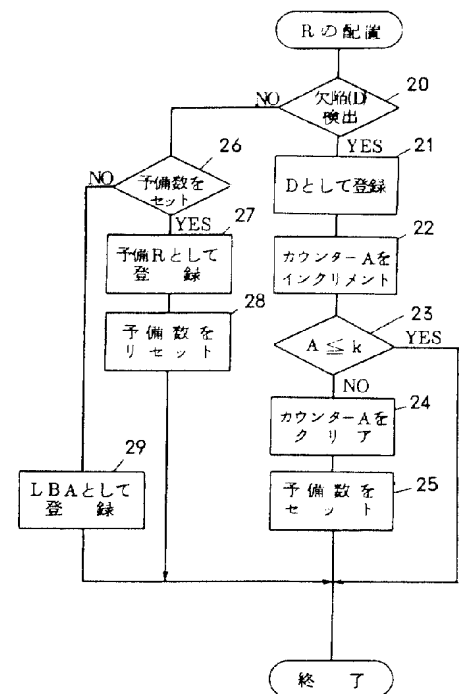 Rの配置
20
欠陥(D)
検出
NO
YES
21
Dとして登録
22
カウンターAを
インクリメント
23
A≦k
YES
NO
24
カウンターAを
クリア
25
予備数を
セット
26
予備数を
セット
NO
YES
27
予備Rとして
登録
28
予備数を
リセット
29
LBAとして
登録
終了